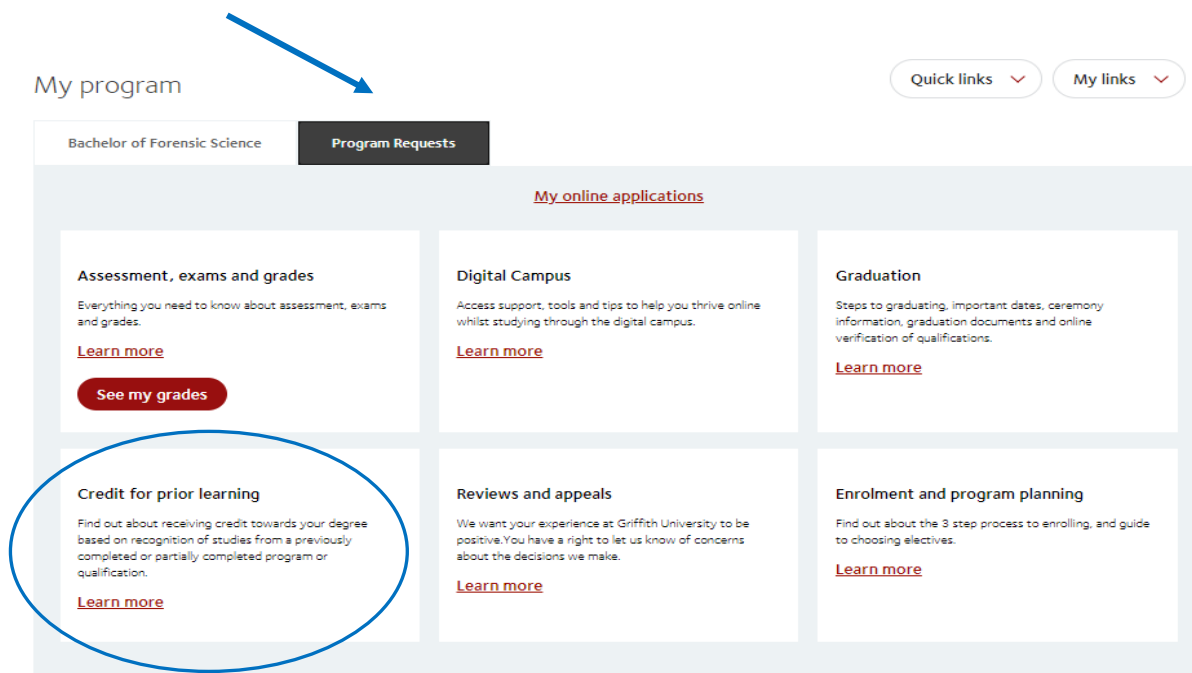 My program
Quick links
My links
Bachelor of Forensic Science
Program Requests
My online applications
Assessment, exams and grades
Everything you need to know about assessment, exams
and grades.
Learn more
See my grades
Digital Campus
Access support, tools and tips to help you thrive online
whilst studying through the digital campus.
Learn more
Graduation
Steps to graduating, important dates, ceremony
information, graduation documents and online
verification of qualifications.
Learn more
Credit for prior learning
Find out about receiving credit towards your degree
based on recognition of studies from a previously
completed or partially completed program or
qualification.
Learn more
Reviews and appeals
We want your experience at Griffith University to be
positive.You have a right to let us know of concerns
about the decisions we make.
Learn more
Enrolment and program planning
Find out about the 3 step process to enrolling, and guide
to choosing electives.
Learn more